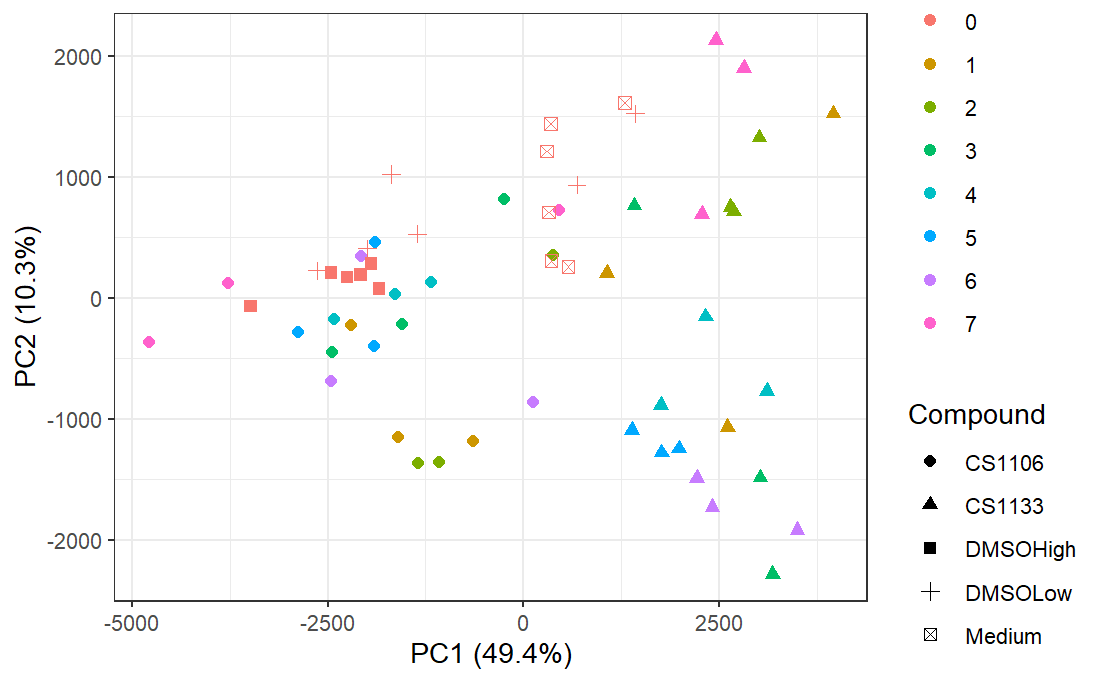 2000
1000
0
-1000
-2000
PC2 (10.3%)
-5000
-2500
0
2500
PC1 (49.4%)
0
1
2
3
4
5
6
7
Compound
CS1106
CS1133
DMSOHigh
DMSOLow
Medium